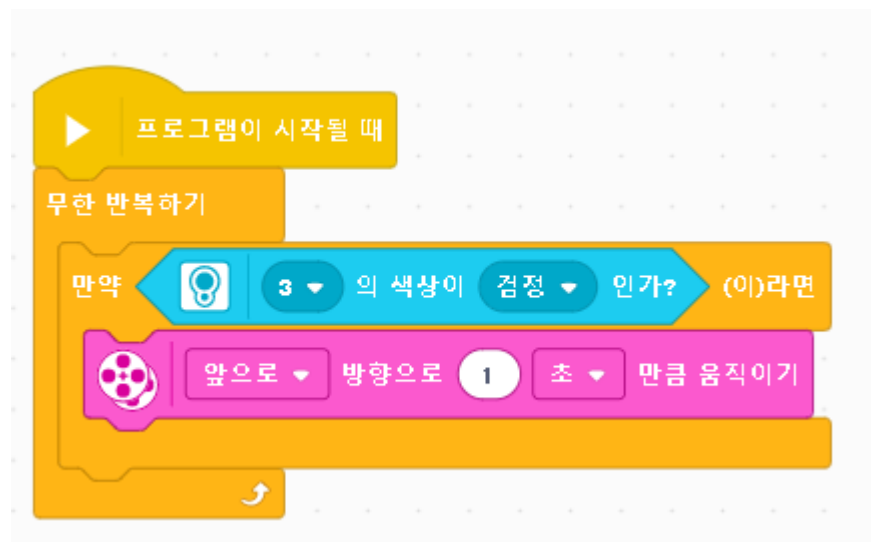 프로그램이 시작될 때
무한 반복하기
만약 3 의 색상이 검정 인가? (이)라면
앞으로 방향으로 1 초 만큼 움직이기